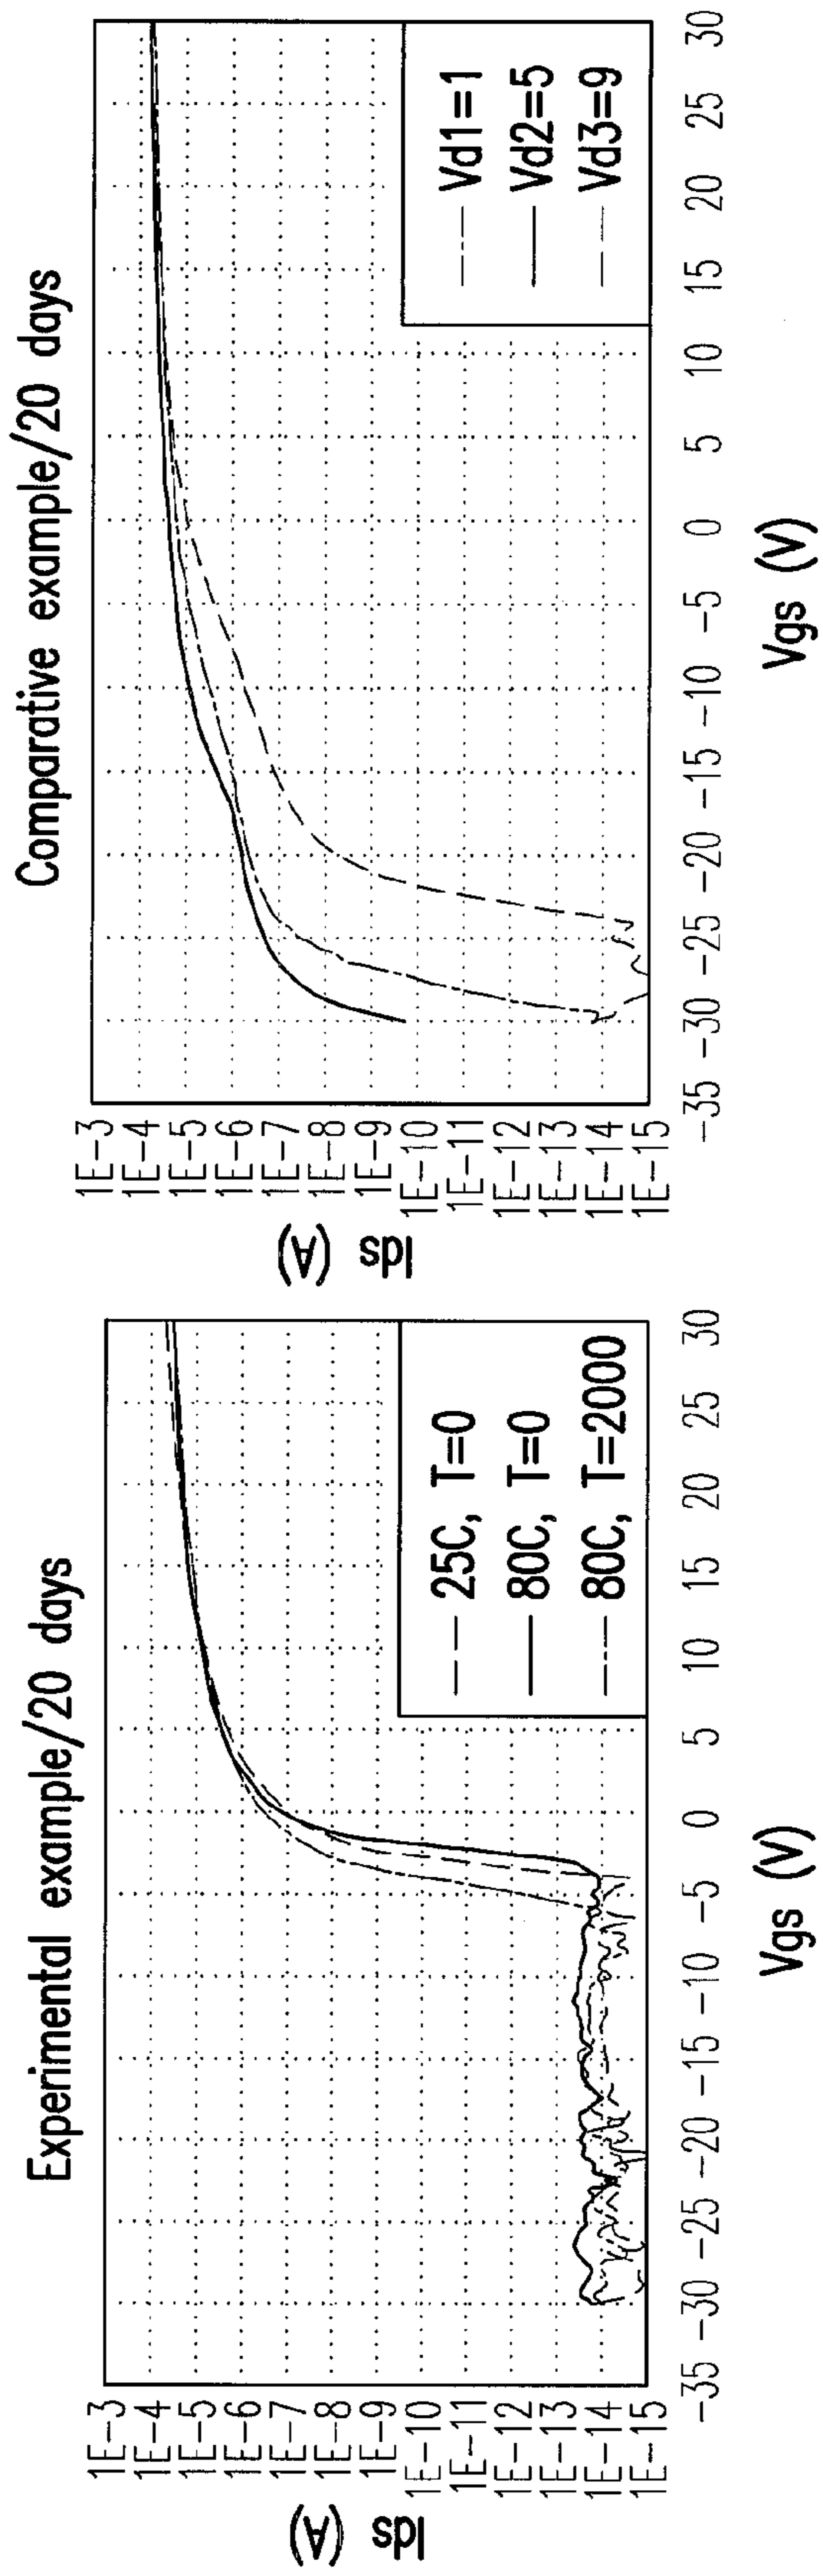 Experimental example/20 days
Ids (A)
1E-3
1E-4
1E-5
1E-6
1E-7
1E-8
1E-9
1E-10
1E-11
1E-12
1E-13
1E-14
1E-15
25C, T=0
80C, T=0
80C, T=2000
-35 -30 -25 -20 -15 -10 -5 0 5 10 15 20 25 30
Vgs (V)
Comparative example/20 days
Ids (A)
1E-3
1E-4
1E-5
1E-6
1E-7
1E-8
1E-9
1E-10
1E-11
1E-12
1E-13
1E-14
1E-15
Vd1=1
Vd2=5
Vd3=9
-35 -30 -25 -20 -15 -10 -5 0 5 10 15 20 25 30
Vgs (V)